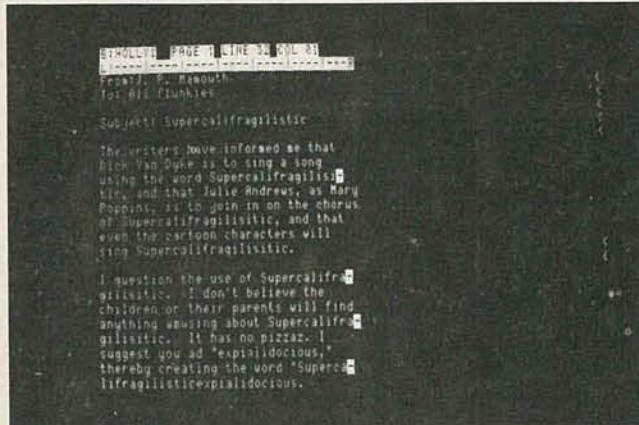 B:HOLLY1 PAGE 1 LINE 32 COL 01
L!----!----!----!----!----!----R
From: J. P. Mamouth
To: All flunkies
Subject: Supercalifragilistic
The writers have informed me that
Dick Van Dyke is to sing a song
using the word Supercalifragilisi-
tic, and that Julie Andrews, as Mary
Poppins, is to join in on the chorus
of Supercalifragilisitic, and that
even the cartoon characters will
sing Supercalifragilisitic.
I question the use of Supercalifra-
gilisitic. I don't believe the
children or their parents will find
anything amusing about Supercalifra-
gilisitic. It has no pizzaz. I
suggest you ad "expialidocious,"
thereby creating the word "Superca-
lifragilisticexpialidocious.